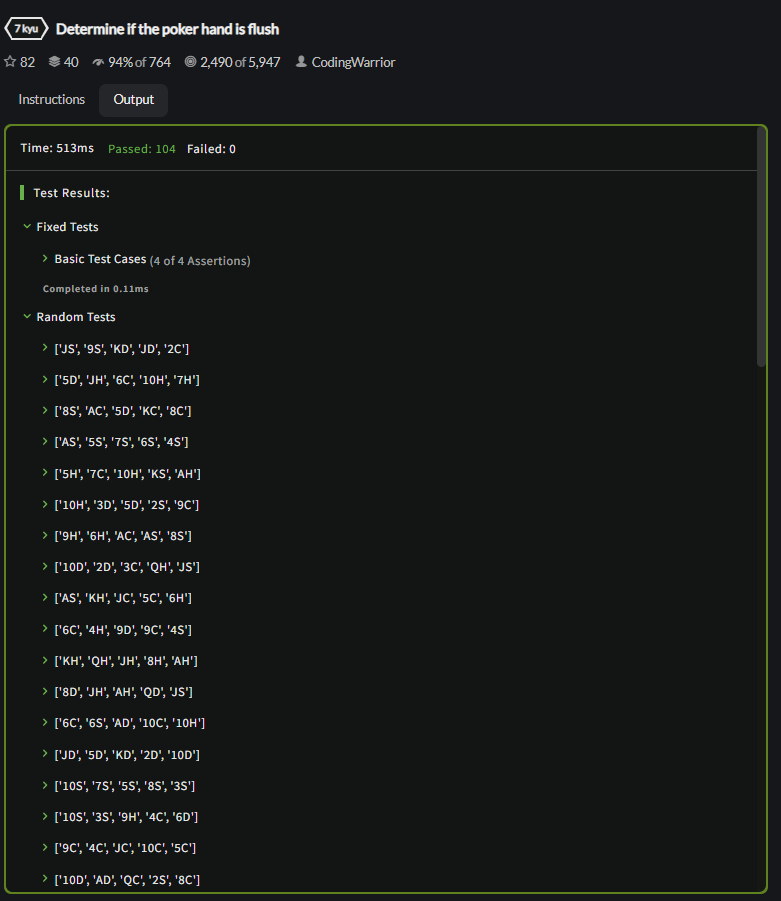 7 kyu Determine if the poker hand is flush
82 40 94% of 764 2,490 of 5,947 CodingWarrior
Instructions Output
Time: 513ms Passed: 104 Failed: 0
Test Results:
Fixed Tests
Basic Test Cases (4 of 4 Assertions)
Completed in 0.11ms
Random Tests
['JS', '9S', 'KD', 'JD', '2C']
['5D', 'JH', '6C', '10H', '7H']
['8S', 'AC', '5D', 'KC', '8C']
['AS', '5S', '7S', '6S', '4S']
['5H', '7C', '10H', 'KS', 'AH']
['10H', '3D', '5D', '2S', '9C']
['9H', '6H', 'AC', 'AS', '8S']
['10D', '2D', '3C', 'QH', 'JS']
['AS', 'KH', 'JC', '5C', '6H']
['6C', '4H', '9D', '9C', '4S']
['KH', 'QH', 'JH', '8H', 'AH']
['8D', 'JH', 'AH', 'QD', 'JS']
['6C', '6S', 'AD', '10C', '10H']
['JD', '5D', 'KD', '2D', '10D']
['10S', '7S', '5S', '8S', '3S']
['10S', '3S', '9H', '4C', '6D']
['9C', '4C', 'JC', '10C', '5C']
['10D', 'AD', 'QC', '2S', '8C']